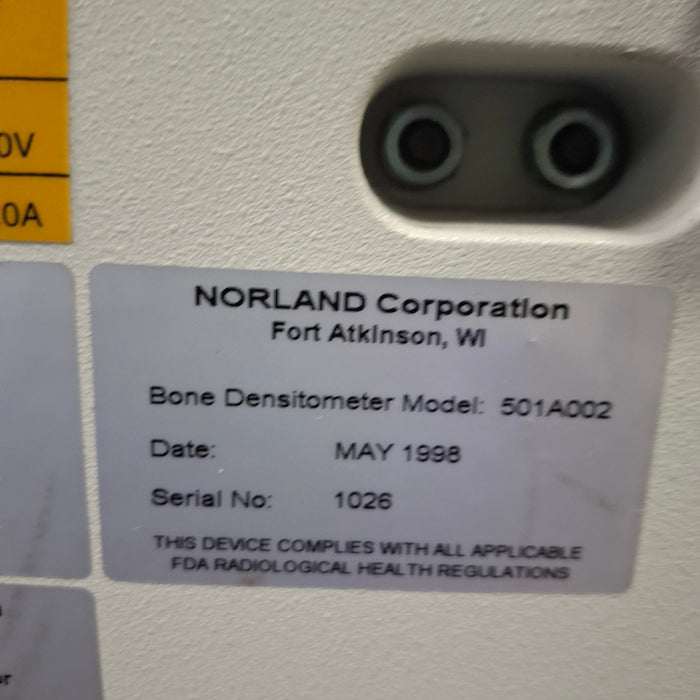 0V
0A
NORLAND Corporation
Fort Atkinson, WI
Bone Densitometer Model: 501A002
Date: MAY 1998
Serial No: 1026
THIS DEVICE COMPLIES WITH ALL APPLICABLE
FDA RADIOLOGICAL HEALTH REGULATIONS
or